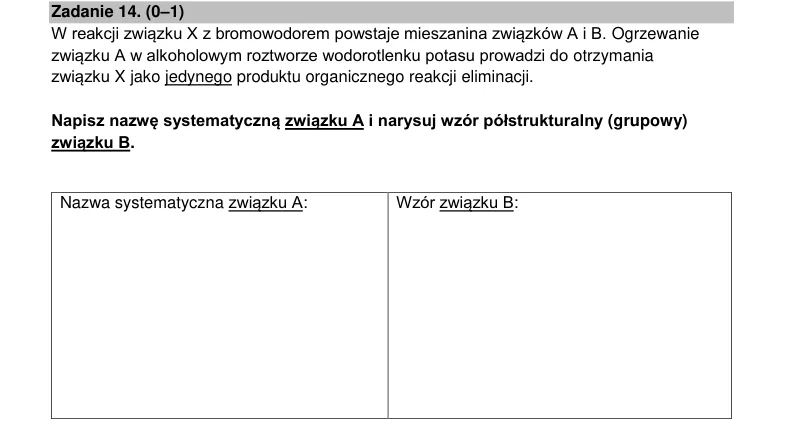 Zadanie 14. (0–1)
W reakcji związku X z bromowodorem powstaje mieszanina związków A i B. Ogrzewanie
związku A w alkoholowym roztworze wodorotlenku potasu prowadzi do otrzymania
związku X jako jedynego produktu organicznego reakcji eliminacji.
Napisz nazwę systematyczną związku A i narysuj wzór półstrukturalny (grupowy)
związku B.
Nazwa systematyczna związku A:
Wzór związku B: